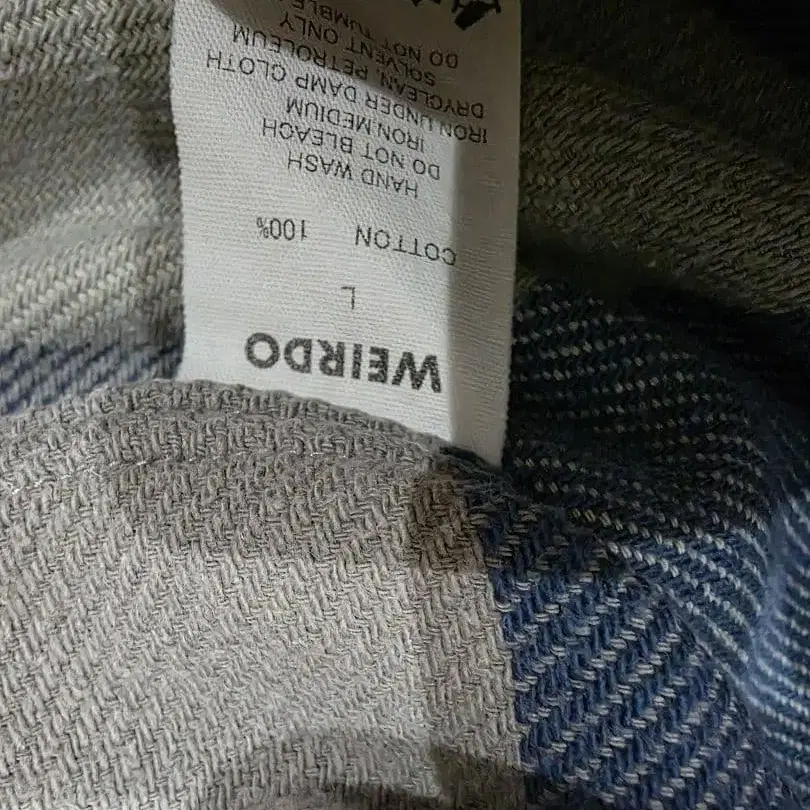 WEIRDO
L
COTTON 100%
HAND WASH
DO NOT BLEACH
IRON MEDIUM
IRON UNDER DAMP CLOTH
DRYCLEAN, PETROLEUM
SOLVENT ONLY
DO NOT TUMBLE